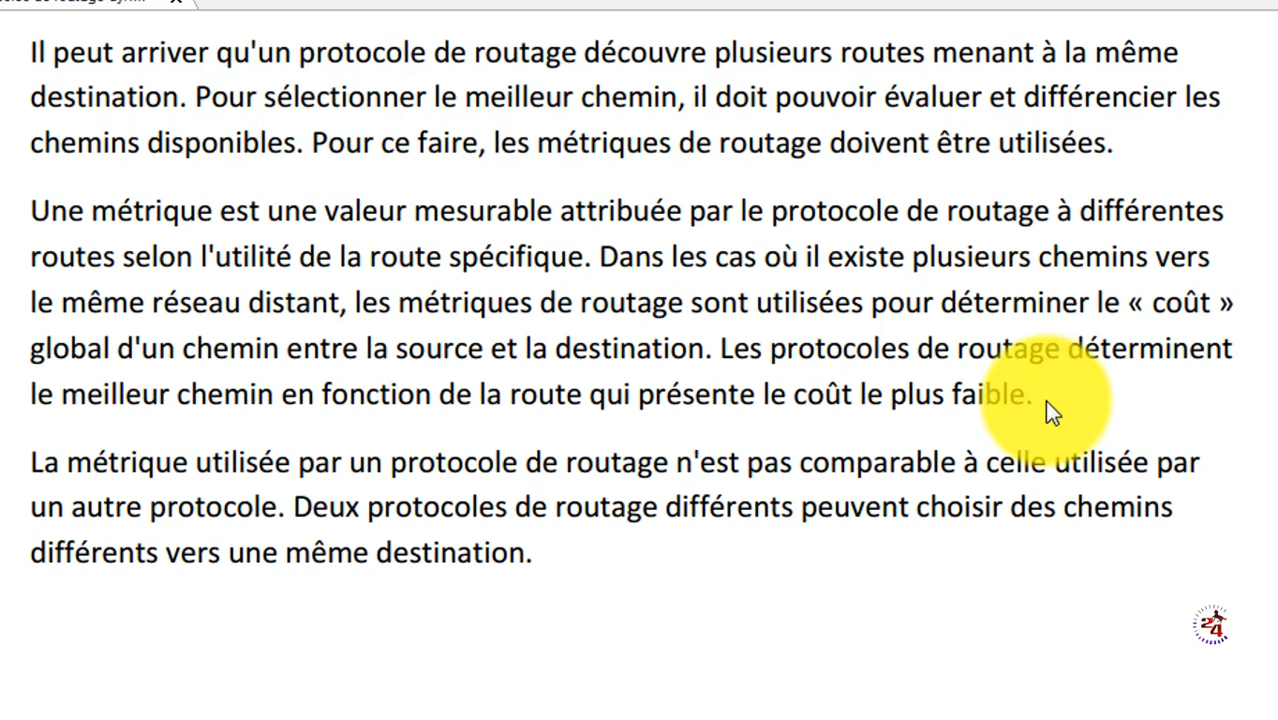 Il peut arriver qu'un protocole de routage découvre plusieurs routes menant à la même
destination. Pour sélectionner le meilleur chemin, il doit pouvoir évaluer et différencier les
chemins disponibles. Pour ce faire, les métriques de routage doivent être utilisées.
Une métrique est une valeur mesurable attribuée par le protocole de routage à différentes
routes selon l'utilité de la route spécifique. Dans les cas où il existe plusieurs chemins vers
le même réseau distant, les métriques de routage sont utilisées pour déterminer le « coût »
global d'un chemin entre la source et la destination. Les protocoles de routage déterminent
le meilleur chemin en fonction de la route qui présente le coût le plus faible.
La métrique utilisée par un protocole de routage n'est pas comparable à celle utilisée par
un autre protocole. Deux protocoles de routage différents peuvent choisir des chemins
différents vers une même destination.
24